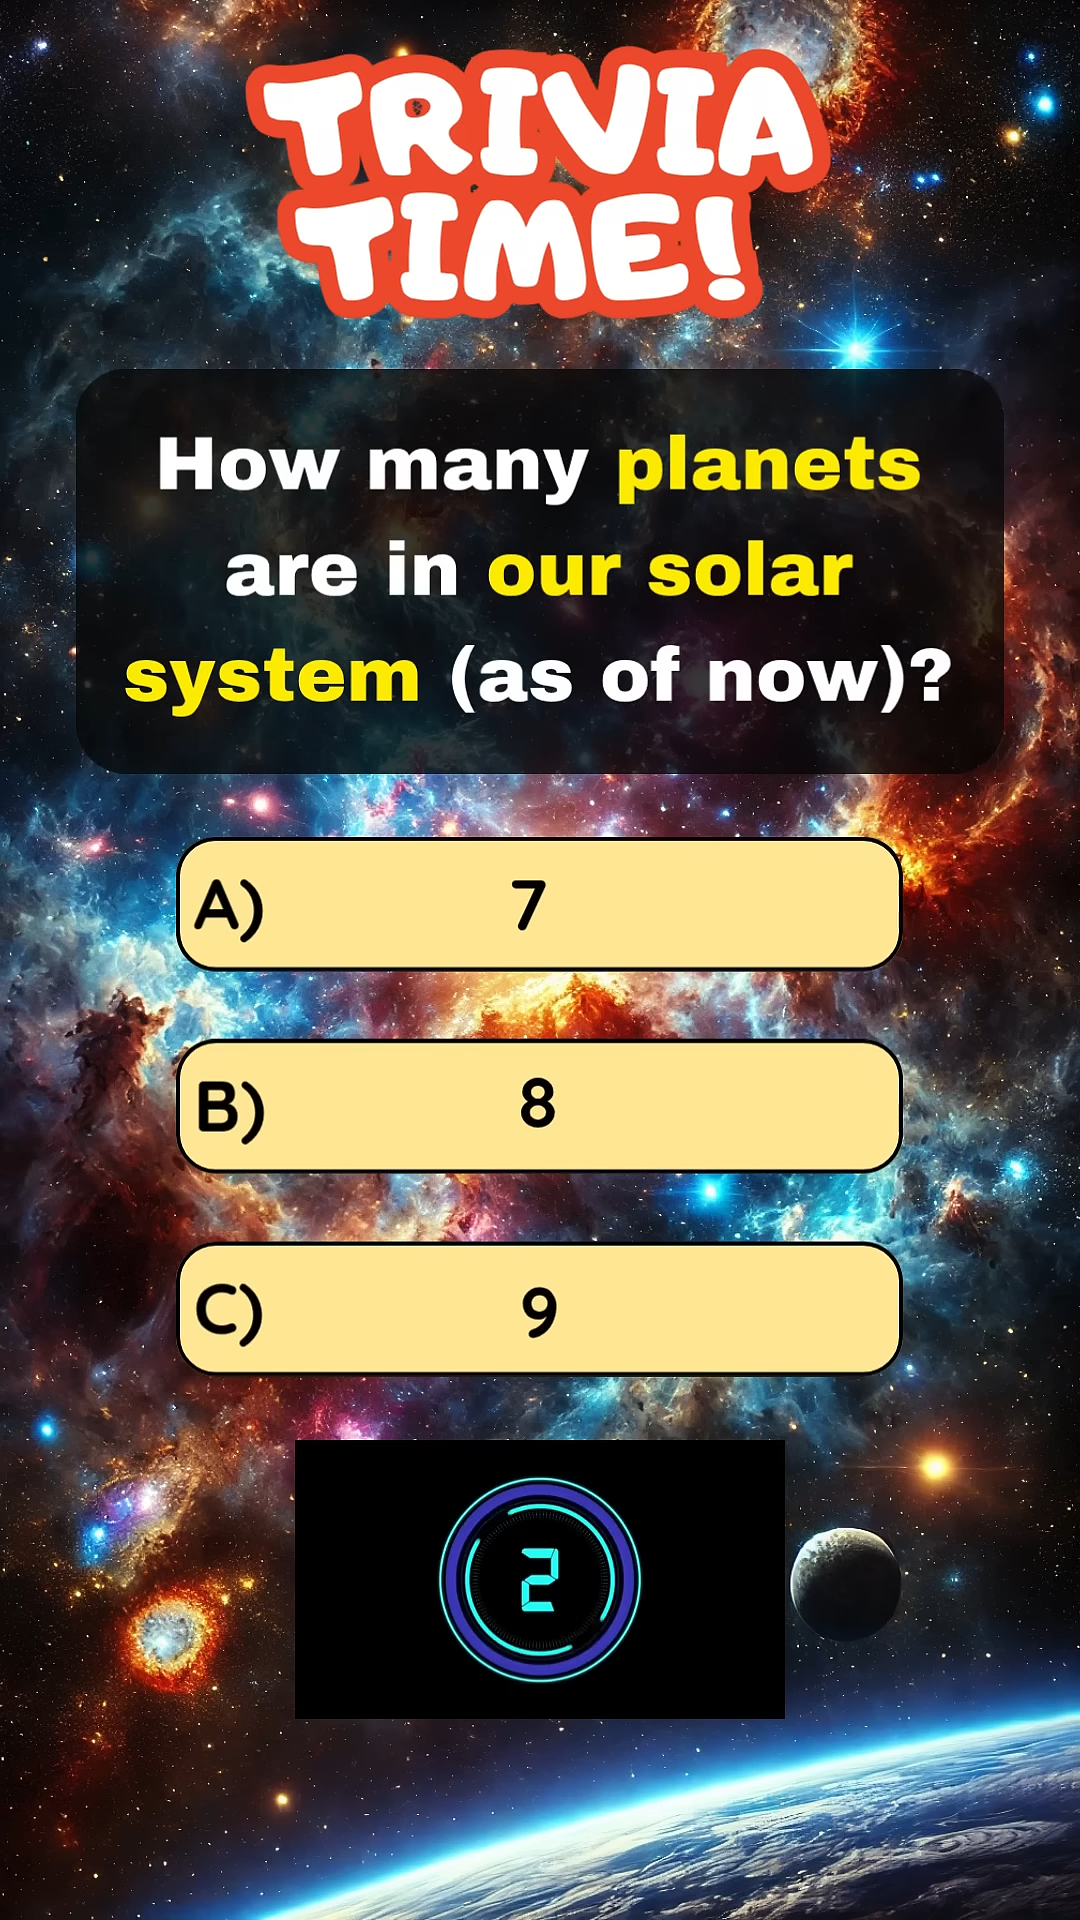 TRIVIA
TIME!
How many planets
are in our solar
system (as of now)?
A) 7
B) 8
C) 9
2